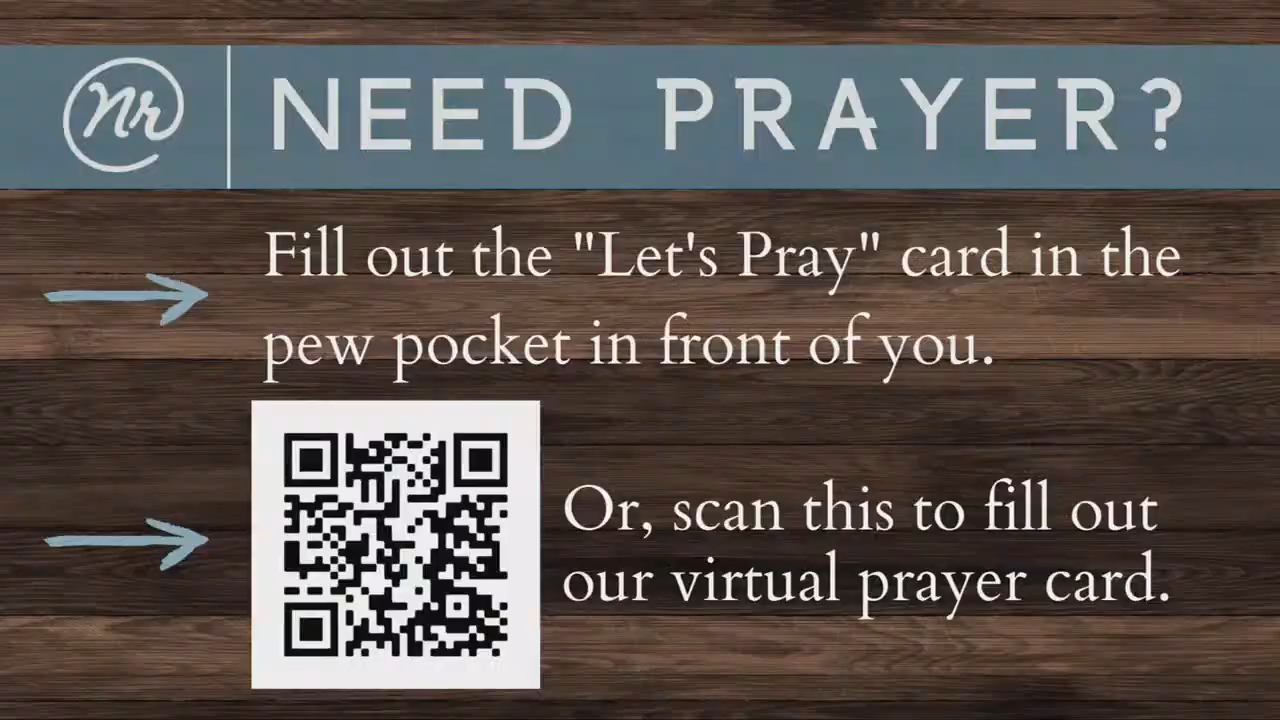 nr
NEED PRAYER?
Fill out the "Let's Pray" card in the
pew pocket in front of you.
Or, scan this to fill out
our virtual prayer card.